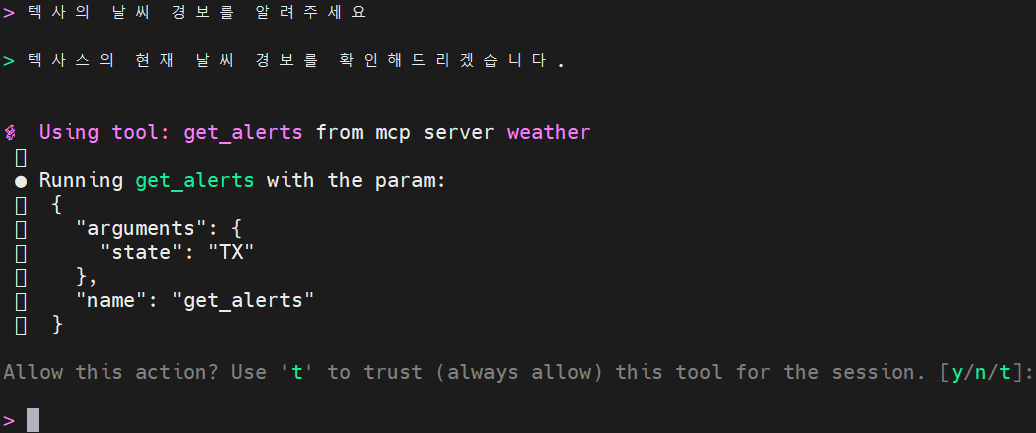 > 텍사의 날씨 경보를 알려주세요
> 텍사스의 현재 날씨 경보를 확인해드리겠습니다.
Using tool: get_alerts from mcp server weather
● Running get_alerts with the param:
{
"arguments": {
"state": "TX"
},
"name": "get_alerts"
}
Allow this action? Use 't' to trust (always allow) this tool for the session. [y/n/t]:
>